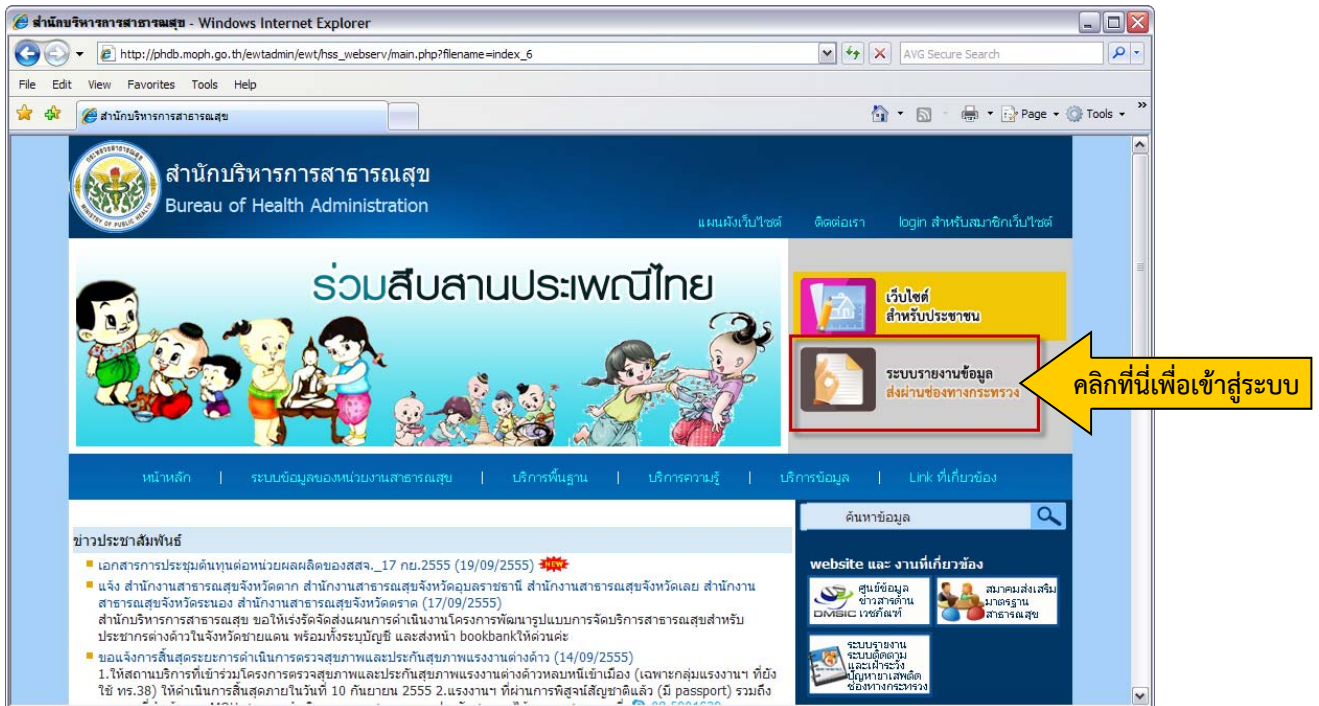 สำนักบริหารการสาธารณสุข - Windows Internet Explorer
http://phdb.moph.go.th/ewtadmin/ewt/hss_webserv/main.php?filename=index_6
AVG Secure Search
File Edit View Favorites Tools Help
สำนักบริหารการสาธารณสุข
Page Tools
สำนักบริหารการสาธารณสุข
Bureau of Health Administration
แผนผังเว็บไซต์ ติดต่อเรา login สำหรับสมาชิกเว็บไซต์
ร่วมสืบสานประเพณีไทย
เว็บไซต์
สำหรับประชาชน
ระบบรายงานข้อมูล
ส่งผ่านช่องทางกระทรวง
คลิกที่นี่เพื่อเข้าสู่ระบบ
หน้าหลัก | ระบบข้อมูลของหน่วยงานสาธารณสุข | บริการพื้นฐาน | บริการความรู้ | บริการข้อมูล | Link ที่เกี่ยวข้อง
ค้นหาข้อมูล
ข่าวประชาสัมพันธ์
เอกสารการประชุมต้นทุนต่อหน่วยผลผลิตของสสจ._17 กย.2555 (19/09/2555) NEW
แจ้ง สำนักงานสาธารณสุขจังหวัดตาก สำนักงานสาธารณสุขจังหวัดอุบลราชธานี สำนักงานสาธารณสุขจังหวัดเลย สำนักงาน
สาธารณสุขจังหวัดระนอง สำนักงานสาธารณสุขจังหวัดตราด (17/09/2555)
สำนักบริหารการสาธารณสุข ขอให้เร่งรัดจัดส่งแผนการดำเนินงานโครงการพัฒนารูปแบบการจัดบริการสาธารณสุขสำหรับ
ประชากรต่างด้าวในจังหวัดชายแดน พร้อมทั้งระบุบัญชี และส่งหน้า bookbankให้ด่วนค่ะ
ขอแจ้งการสิ้นสุดระยะการดำเนินการตรวจสุขภาพและประกันสุขภาพแรงงานต่างด้าว (14/09/2555)
1.ให้สถานบริการที่เข้าร่วมโครงการตรวจสุขภาพและประกันสุขภาพแรงงานต่างด้าวหลบหนีเข้าเมือง (เฉพาะกลุ่มแรงงานฯ ที่ยัง
ใช้ ทร.38) ให้ดำเนินการสิ้นสุดภายในวันที่ 10 กันยายน 2555 2.แรงงานฯ ที่ผ่านการพิสูจน์สัญชาติแล้ว (มี passport) รวมถึง
website และ งานที่เกี่ยวข้อง
DMSIC
ศูนย์ข้อมูล
ข่าวสารด้าน
เวชภัณฑ์
สมาคมส่งเสริม
มาตรฐาน
สาธารณสุข
ระบบรายงาน
ระบบติดตาม
และเฝ้าระวัง
ปัญหายาเสพติด
ช่องทางกระทรวง